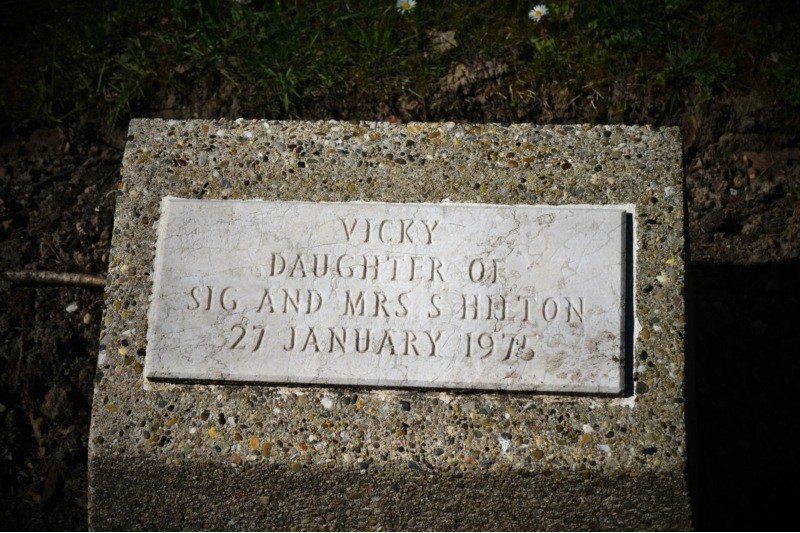 VICKY
DAUGHTER OF
SIG AND MRS S HILTON
27 JANUARY 1975